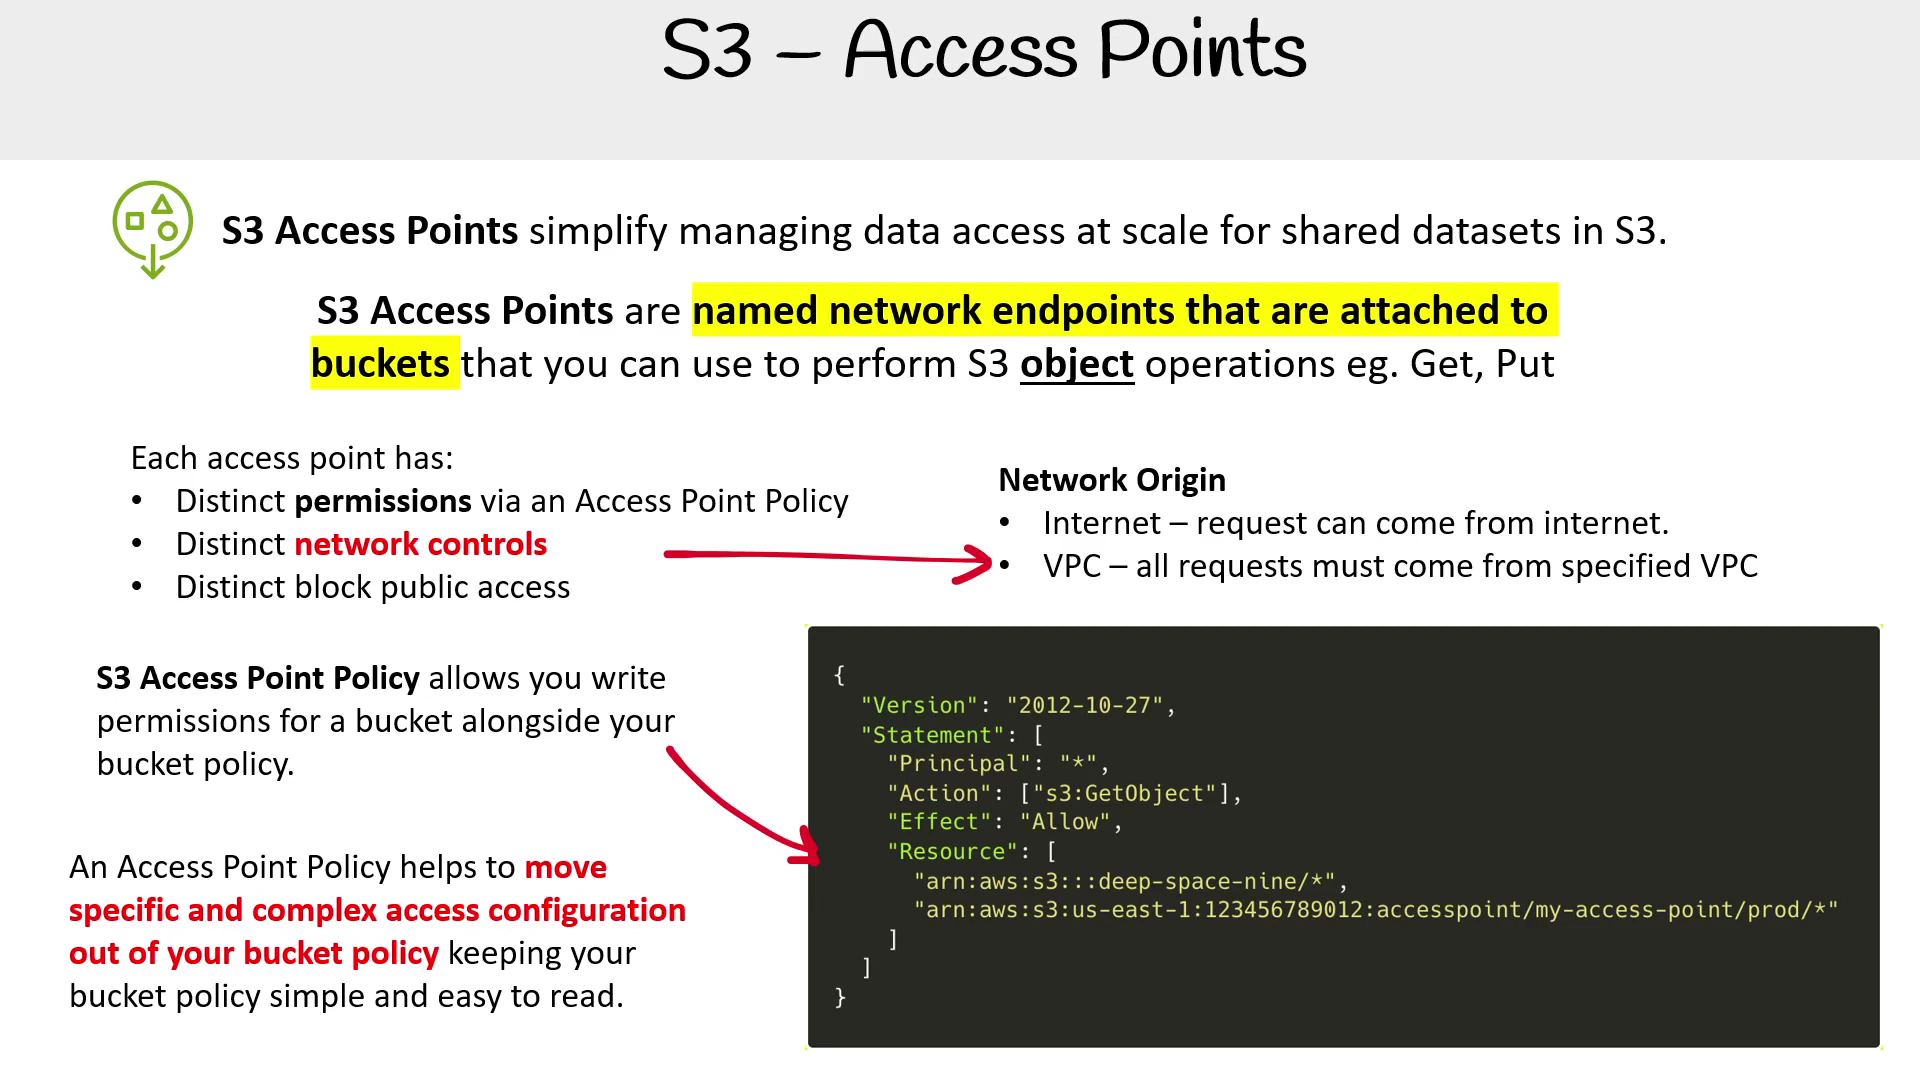 S3 – Access Points
S3 Access Points simplify managing data access at scale for shared datasets in S3.
S3 Access Points are named network endpoints that are attached to
buckets that you can use to perform S3 object operations eg. Get, Put
Each access point has:
• Distinct permissions via an Access Point Policy
• Distinct network controls
• Distinct block public access
Network Origin
• Internet – request can come from internet.
• VPC – all requests must come from specified VPC
S3 Access Point Policy allows you write
permissions for a bucket alongside your
bucket policy.
An Access Point Policy helps to move
specific and complex access configuration
out of your bucket policy keeping your
bucket policy simple and easy to read.
{
  "Version": "2012-10-27",
  "Statement": [
    "Principal": "*",
    "Action": ["s3:GetObject"],
    "Effect": "Allow",
    "Resource": [
      "arn:aws:s3:::deep-space-nine/*",
      "arn:aws:s3:us-east-1:123456789012:accesspoint/my-access-point/prod/*"
    ]
  ]
}